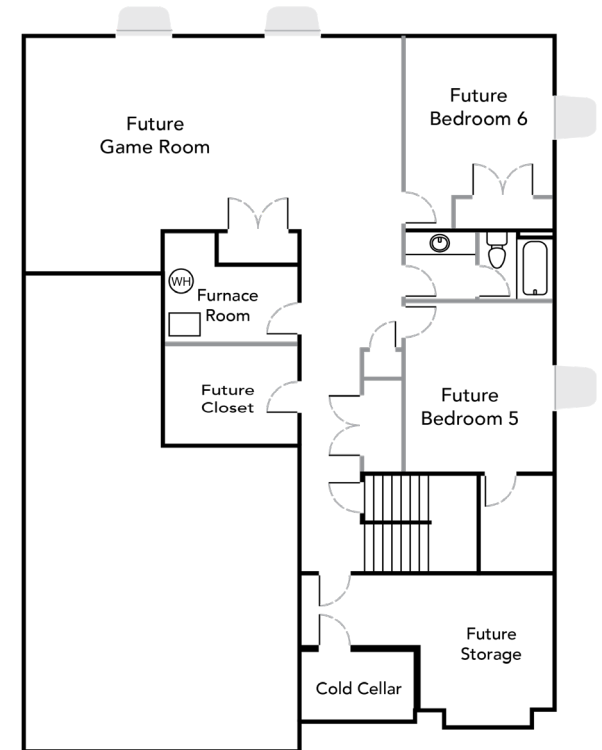 Future
Game Room
Future
Bedroom 6
WH
Furnace
Room
Future
Closet
Future
Bedroom 5
Future
Storage
Cold Cellar